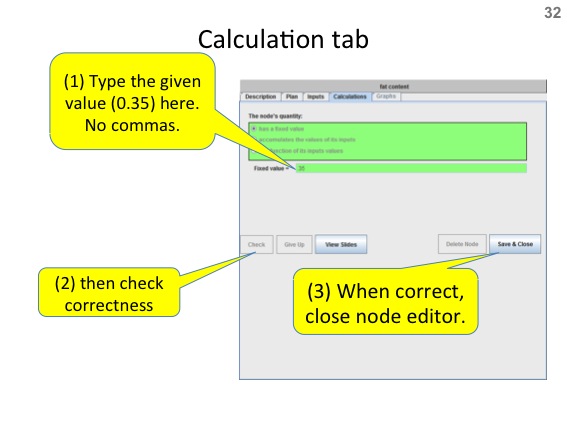 32
Calculation tab
(1) Type the given
value (0.35) here.
No commas.
fat content
Description Plan Inputs Calculations Graphs
The node's quantity:
has a fixed value
accumulates the values of its inputs
function of its inputs values
Fixed value = .35
Check Give Up View Slides Delete Node Save & Close
(2) then check
correctness
(3) When correct,
close node editor.